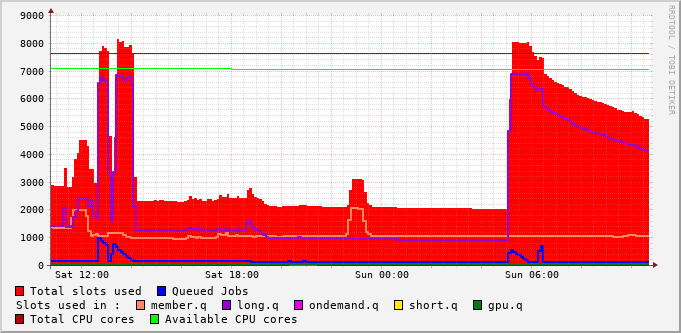 9000
8000
7000
6000
5000
4000
3000
2000
1000
0
Sat 12:00 Sat 18:00 Sun 00:00 Sun 06:00
RRDTOOL / TOBI OETIKER
Total slots used Queued Jobs
Slots used in : member.q long.q ondemand.q short.q gpu.q
Total CPU cores Available CPU cores